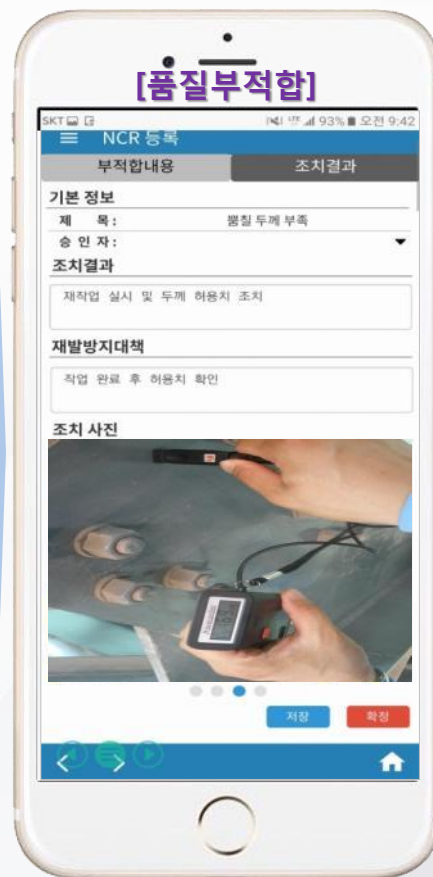 [품질부적합]
SKT 93% 오전 9:42
NCR 등록
부적합내용 조치결과
기본 정보
제 목 : 뿜칠 두께 부족
승 인 자 :
조치결과
재작업 실시 및 두께 허용치 조치
재발방지대책
작업 완료 후 허용치 확인
조치 사진
저장 확정